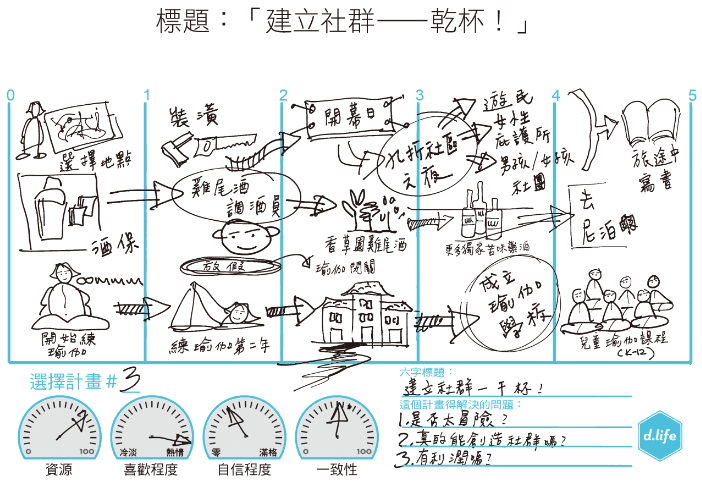 標題：「建立社群——乾杯！」
0 1 2 3 4 5
選擇地點
裝潢
開幕日
九折社區
之夜
遊民
女性
庇護所
男孩/女孩
社團
旅途中
寫書
酒保
雞尾酒
調酒員
放假
瑜伽閉關
香草園雞尾酒
更多獨家苦味藥酒
去
尼泊爾
開始練
瑜伽
練瑜伽第二年
成立
瑜伽
學校
兒童瑜伽課程
(K-12)
選擇計畫 # 3
0 100
資源
冷淡 熱情
喜歡程度
零 滿格
自信程度
0 100
一致性
六字標題：
建立社群－干杯！
這個計畫得解決的問題：
1.是否太冒險？
2.真的能創造社群嗎？
3.有利潤嗎？
d.life